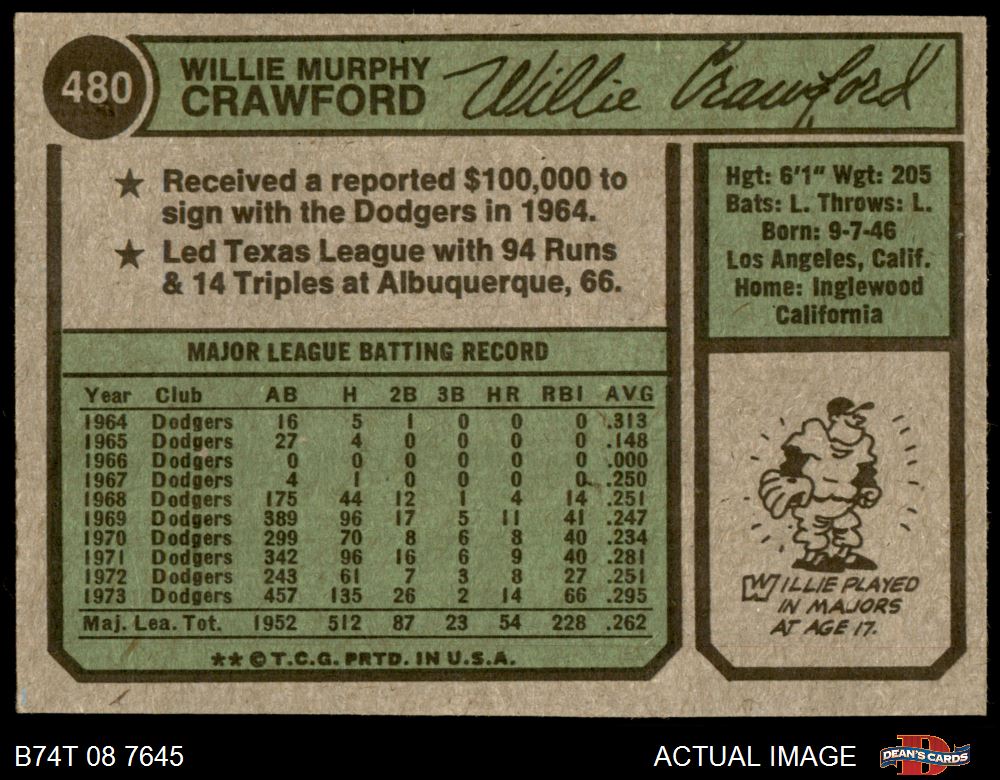 480
WILLIE MURPHY
CRAWFORD
Willie Crawford
★ Received a reported $100,000 to
sign with the Dodgers in 1964.
★ Led Texas League with 94 Runs
& 14 Triples at Albuquerque, 66.
Hgt: 6'1" Wgt: 205
Bats: L. Throws: L.
Born: 9-7-46
Los Angeles, Calif.
Home: Inglewood
California
MAJOR LEAGUE BATTING RECORD
Year Club AB H 2B 3B HR RBI AVG
1964 Dodgers 16 5 1 0 0 0 .313
1965 Dodgers 27 4 0 0 0 0 .148
1966 Dodgers 0 0 0 0 0 0 .000
1967 Dodgers 4 1 0 0 0 0 .250
1968 Dodgers 175 44 12 1 4 14 .251
1969 Dodgers 389 96 17 5 11 41 .247
1970 Dodgers 299 70 8 6 8 40 .234
1971 Dodgers 342 96 16 6 9 40 .281
1972 Dodgers 243 61 7 3 8 27 .251
1973 Dodgers 457 135 26 2 14 66 .295
Maj. Lea. Tot. 1952 512 87 23 54 228 .262
** © T.C.G. PRTD. IN U.S.A.
WILLIE PLAYED
IN MAJORS
AT AGE 17.
B74T 08 7645
ACTUAL IMAGE
DEAN'S CARDS